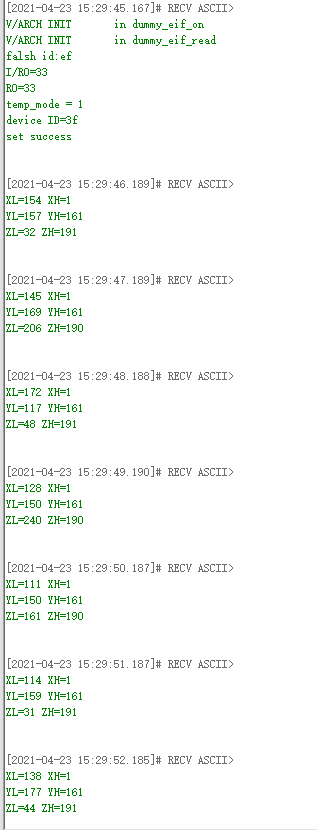 [2021-04-23 15:29:45.167]# RECV ASCII>
V/ARCH INIT      in dummy_eif_on
V/ARCH INIT      in dummy_eif_read
falsh id:ef
I/RO=33
RO=33
temp_mode = 1
device ID=3f
set success
[2021-04-23 15:29:46.189]# RECV ASCII>
XL=154 XH=1
YL=157 YH=161
ZL=32 ZH=191
[2021-04-23 15:29:47.189]# RECV ASCII>
XL=145 XH=1
YL=169 YH=161
ZL=206 ZH=190
[2021-04-23 15:29:48.188]# RECV ASCII>
XL=172 XH=1
YL=117 YH=161
ZL=48 ZH=191
[2021-04-23 15:29:49.190]# RECV ASCII>
XL=128 XH=1
YL=150 YH=161
ZL=240 ZH=190
[2021-04-23 15:29:50.187]# RECV ASCII>
XL=111 XH=1
YL=150 YH=161
ZL=161 ZH=190
[2021-04-23 15:29:51.187]# RECV ASCII>
XL=114 XH=1
YL=159 YH=161
ZL=31 ZH=191
[2021-04-23 15:29:52.185]# RECV ASCII>
XL=138 XH=1
YL=177 YH=161
ZL=44 ZH=191